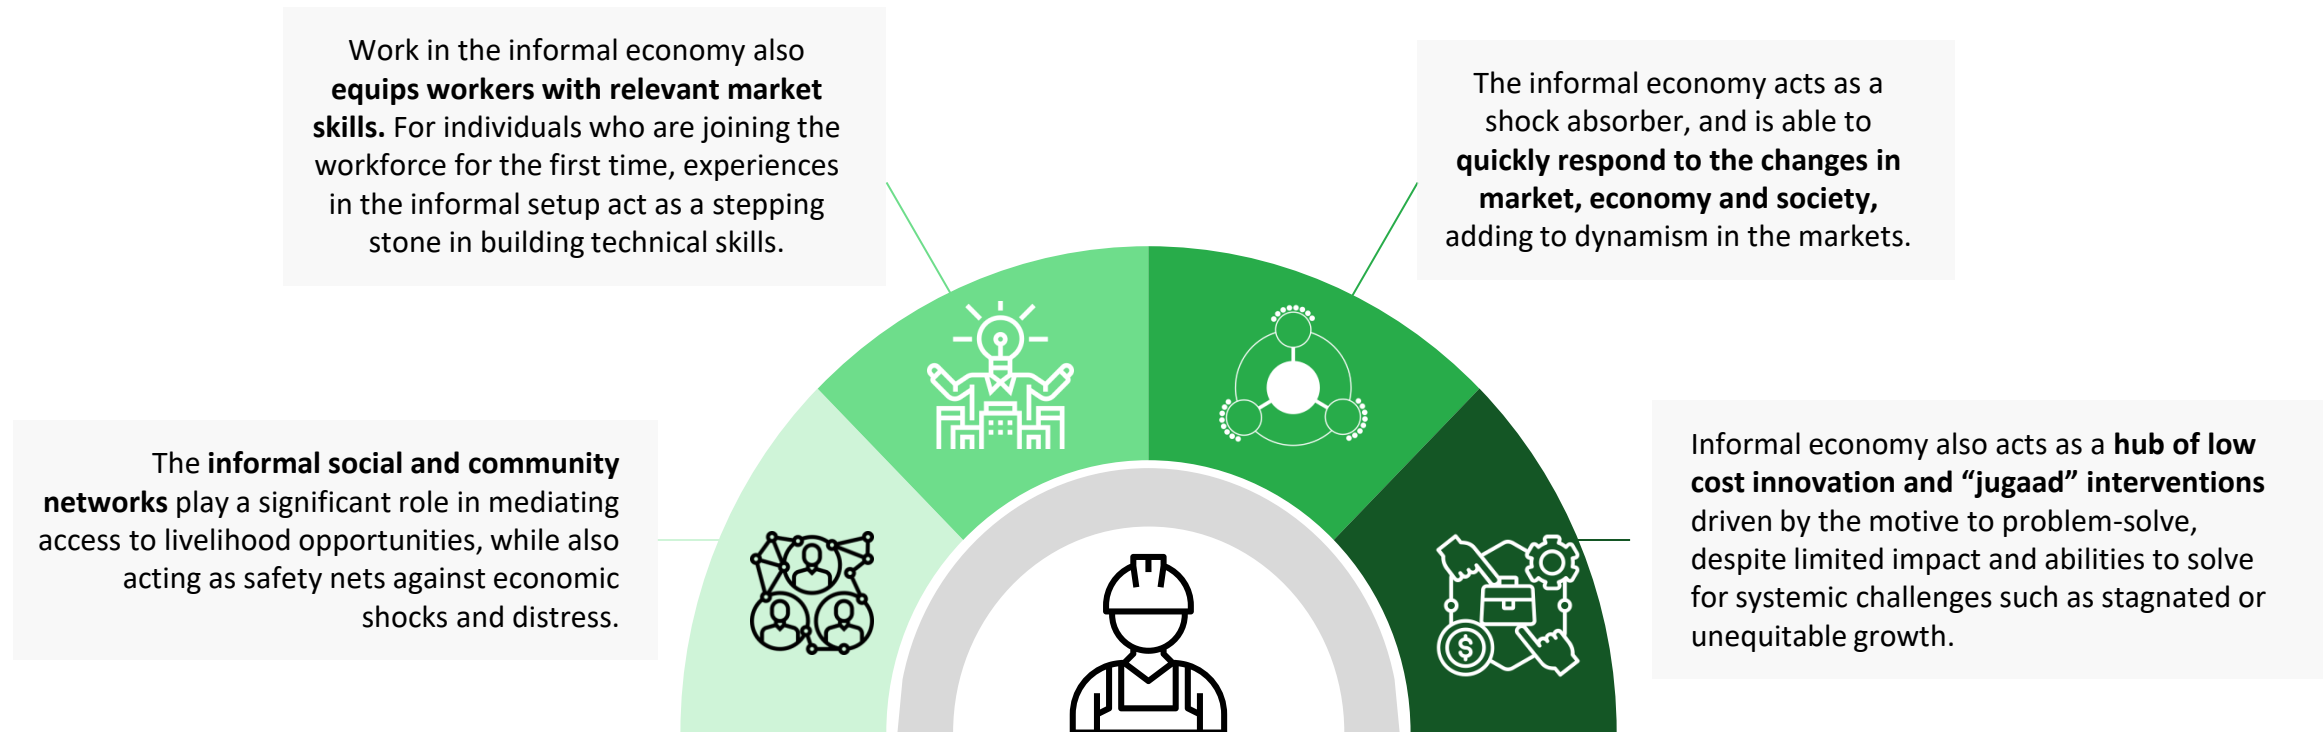 Work in the informal economy also
equips workers with relevant market
skills. For individuals who are joining the
workforce for the first time, experiences
in the informal setup act as a stepping
stone in building technical skills.
The informal economy acts as a
shock absorber, and is able to
quickly respond to the changes in
market, economy and society,
adding to dynamism in the markets.
The informal social and community
networks play a significant role in mediating
access to livelihood opportunities, while also
acting as safety nets against economic
shocks and distress.
Informal economy also acts as a hub of low
cost innovation and “jugaad” interventions
driven by the motive to problem-solve,
despite limited impact and abilities to solve
for systemic challenges such as stagnated or
unequitable growth.
$